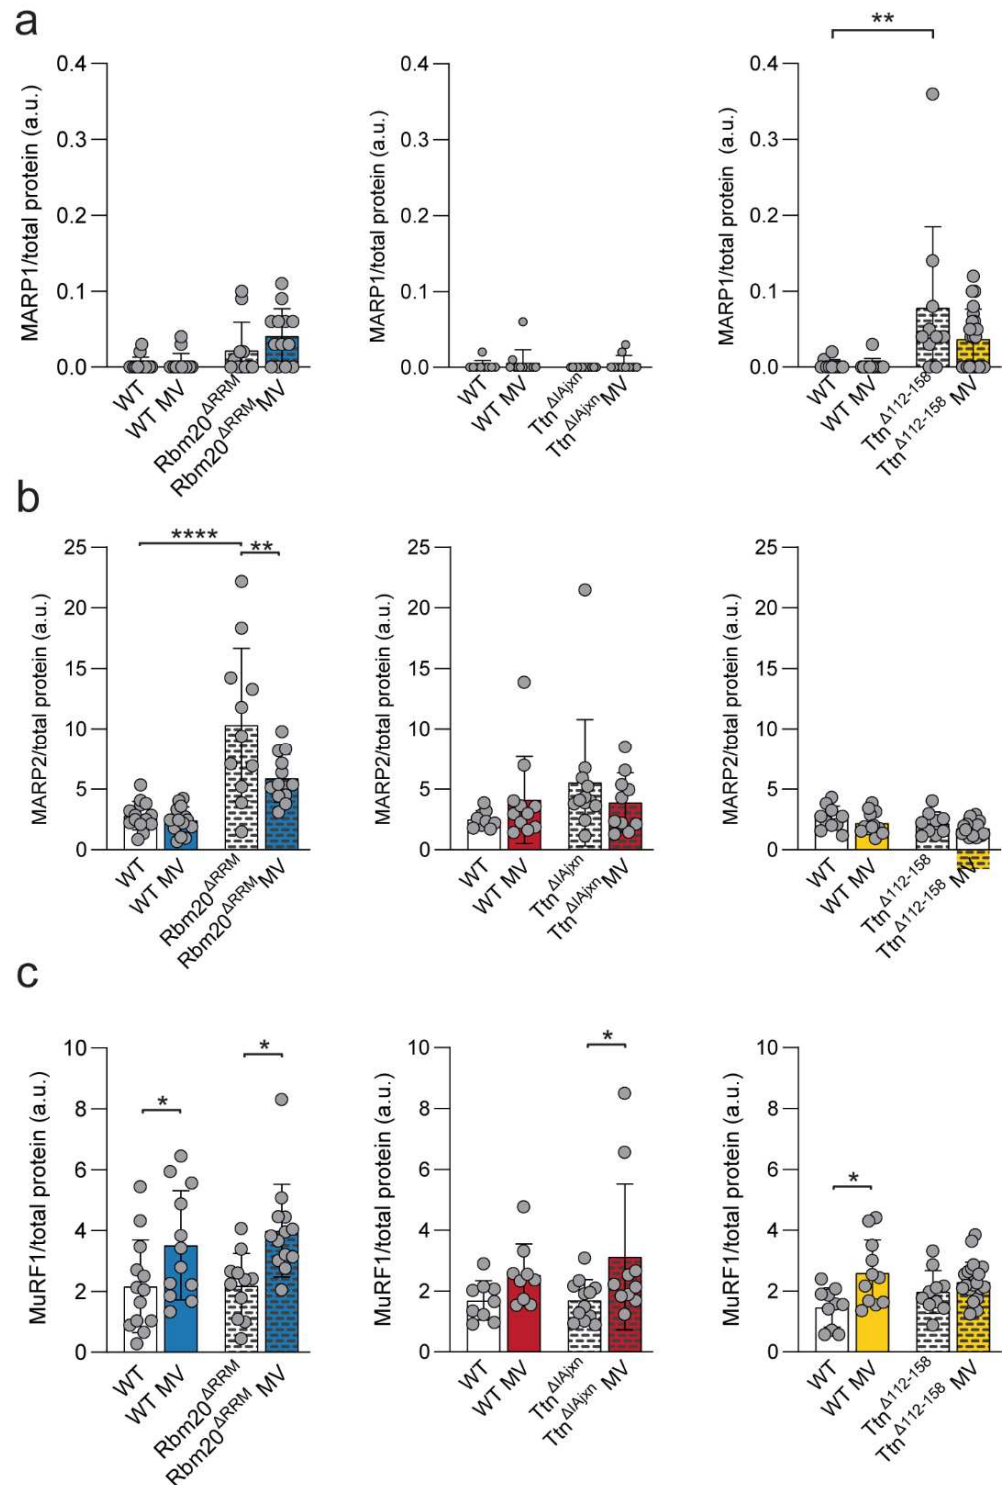 a
**
0.4
0.3
0.2
0.1
0.0
MARP1/total protein (a.u.)
WT
WT MV
Rbm20ΔRRM
Rbm20ΔRRM MV
0.4
0.3
0.2
0.1
0.0
MARP1/total protein (a.u.)
WT
WT MV
TtnΔIAjxn
TtnΔIAjxn MV
0.4
0.3
0.2
0.1
0.0
MARP1/total protein (a.u.)
WT
WT MV
TtnΔ112-158
TtnΔ112-158 MV
b
**** **
25
20
15
10
5
0
MARP2/total protein (a.u.)
WT
WT MV
Rbm20ΔRRM
Rbm20ΔRRM MV
25
20
15
10
5
0
MARP2/total protein (a.u.)
WT
WT MV
TtnΔIAjxn
TtnΔIAjxn MV
25
20
15
10
5
0
MARP2/total protein (a.u.)
WT
WT MV
TtnΔ112-158
TtnΔ112-158 MV
c
*
*
10
8
6
4
2
0
MuRF1/total protein (a.u.)
WT
WT MV
Rbm20ΔRRM
Rbm20ΔRRM MV
*
10
8
6
4
2
0
MuRF1/total protein (a.u.)
WT
WT MV
TtnΔIAjxn
TtnΔIAjxn MV
*
10
8
6
4
2
0
MuRF1/total protein (a.u.)
WT
WT MV
TtnΔ112-158
TtnΔ112-158 MV